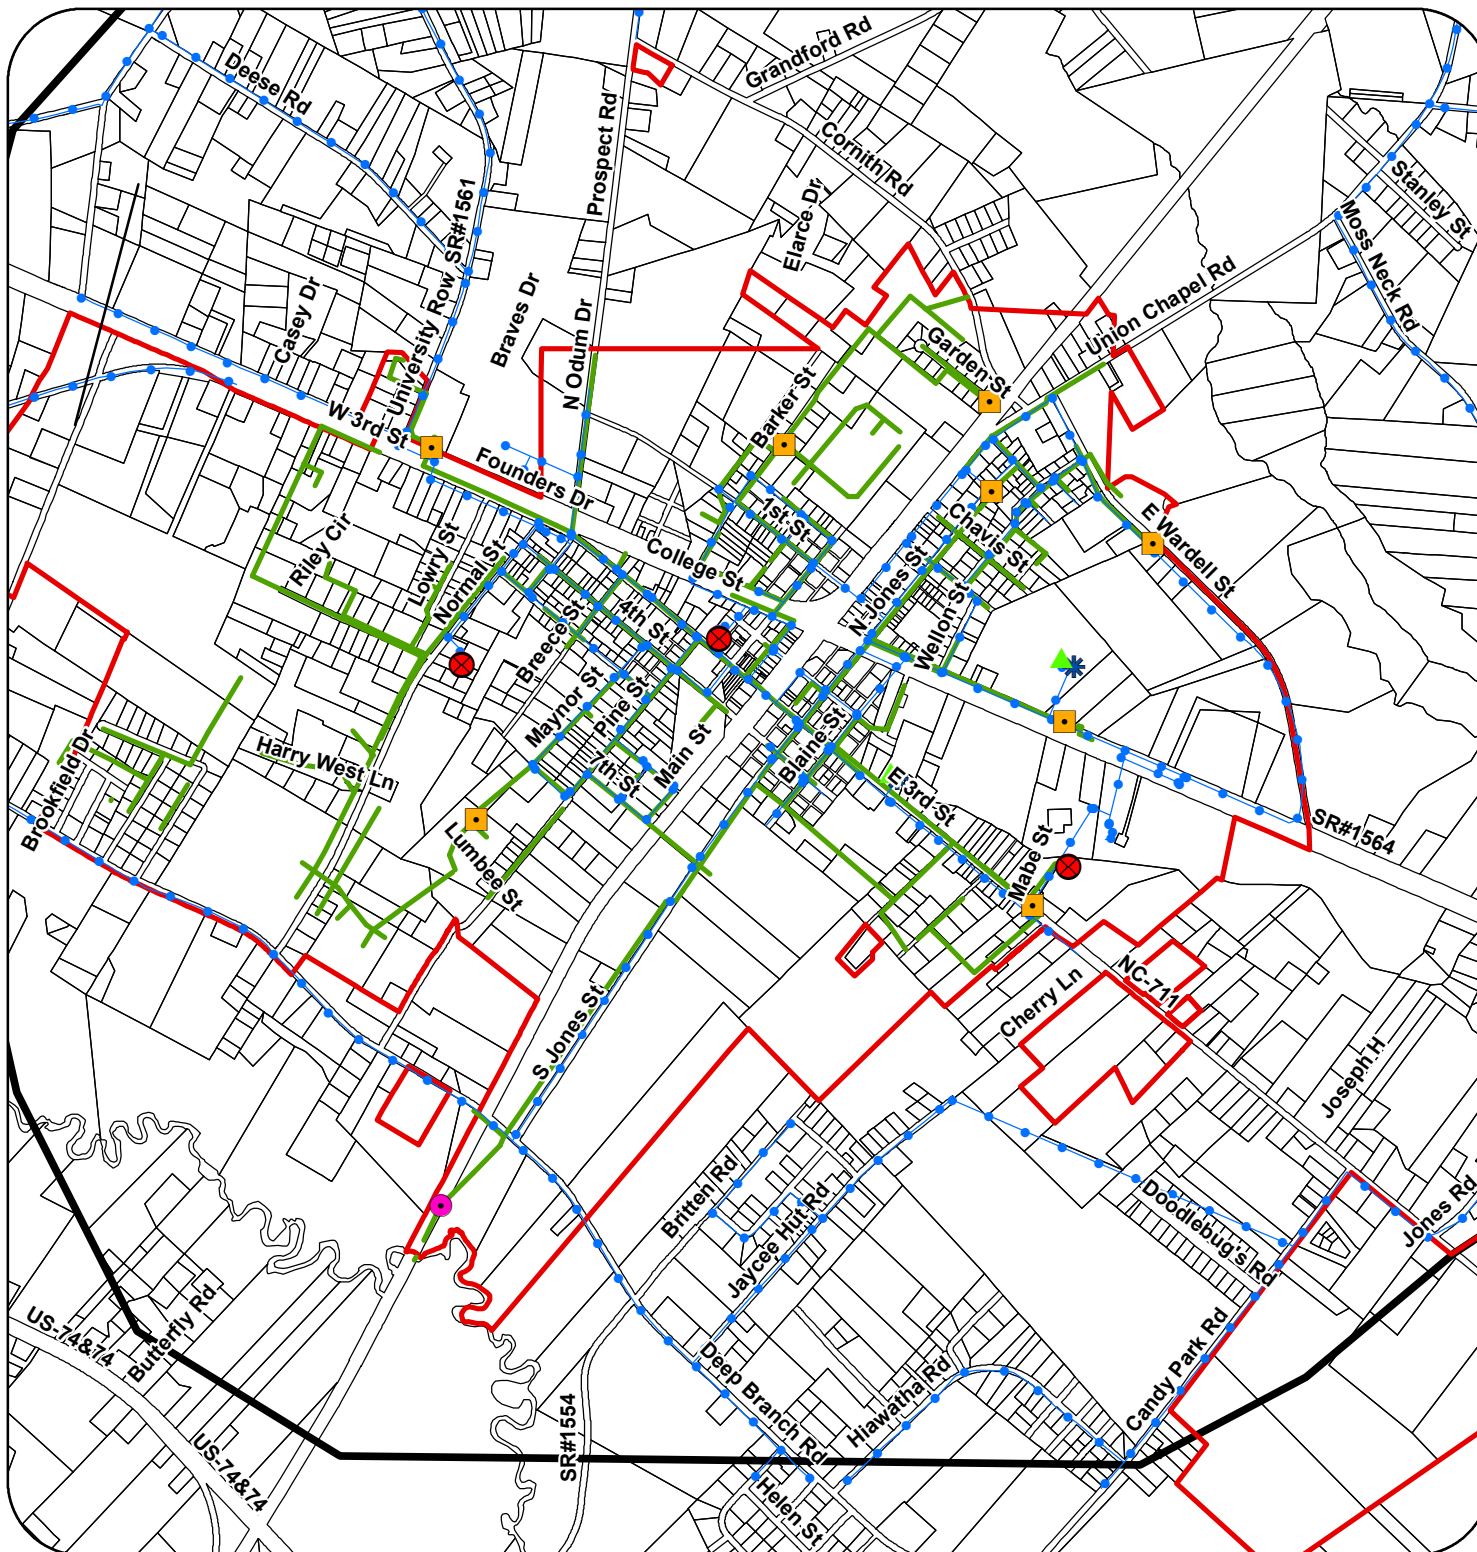 Grandford Rd
Deese Rd
Prospect Rd
Cornith Rd
Stanley St
SR#1561
Elarce Dr
Moss Neck Rd
Union Chapel Rd
Casey Dr
University Row
Braves Dr
N Odum Dr
Garden St
Barker St
W 3rd St
Founders Dr
1st St
Chavis St
E Wardell St
Riley Cir
Lowry St
Normal St
College St
N Jones St
Wellon St
4th St
Breece St
Maynor St
Pine St
Main St
Blaine St
7th St
Harry West Ln
Brookfield Dr
E 3rd St
SR#1564
Lumbee St
Mabe St
NC-711
Cherry Ln
S Jones St
Joseph H
Britten Rd
Jaycee Hut Rd
Doodlebug's Rd
Jones Rd
US-74&74
Butterfly Rd
Deep Branch Rd
Hiawatha Rd
Candy Park Rd
SR#1554
US-74&74
Helen St